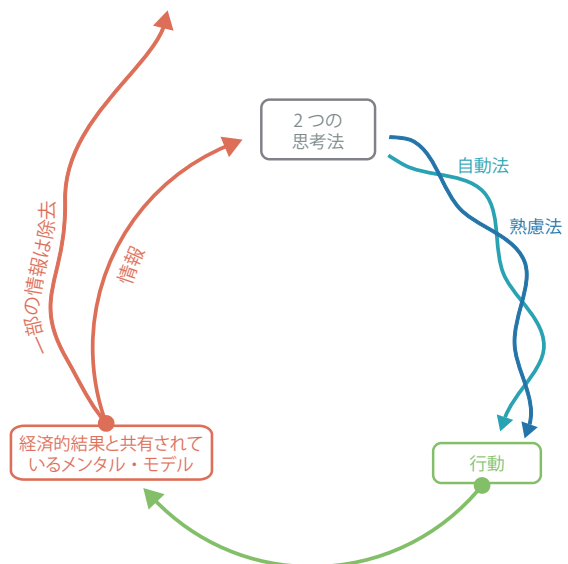 2 つの
思考法
自動法
熟慮法
一部の情報は除去
情報
経済的結果と共有されて
いるメンタル・モデル
行動